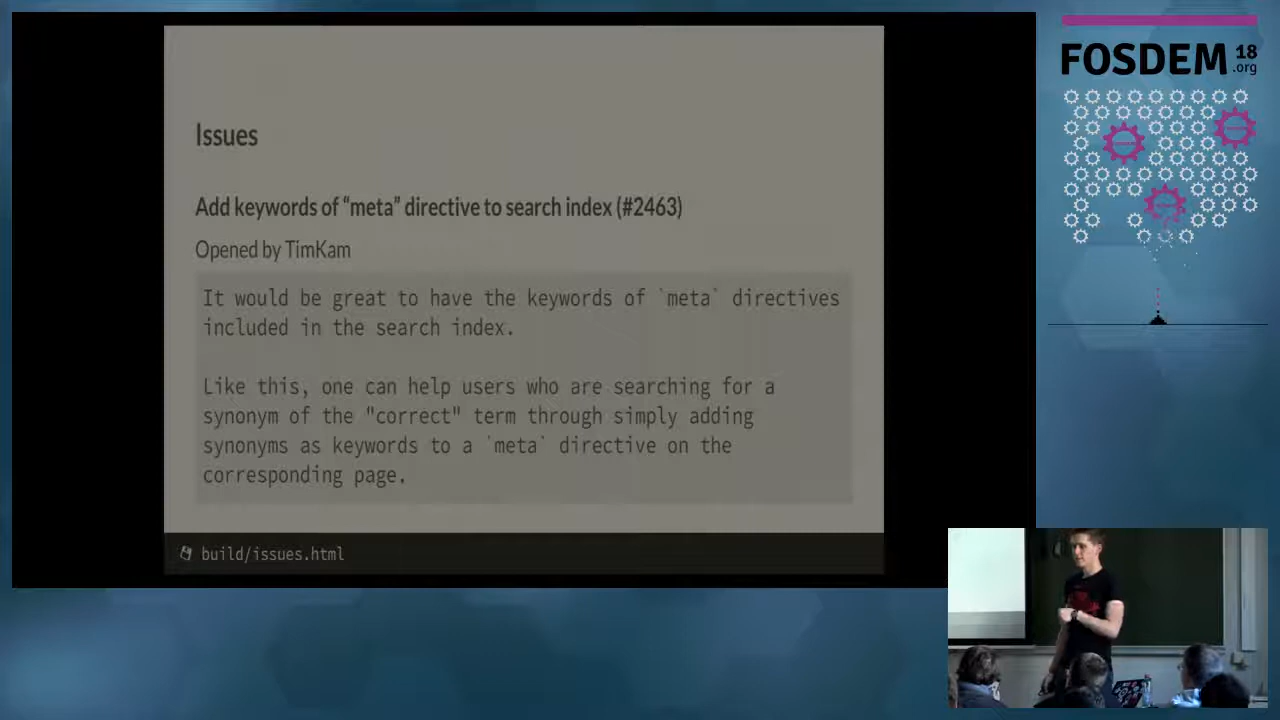 Issues
Add keywords of “meta” directive to search index (#2463)
Opened by TimKam
It would be great to have the keywords of `meta` directives
included in the search index.
Like this, one can help users who are searching for a
synonym of the "correct" term through simply adding
synonyms as keywords to a `meta` directive on the
corresponding page.
build/issues.html
FOSDEM 18
.org